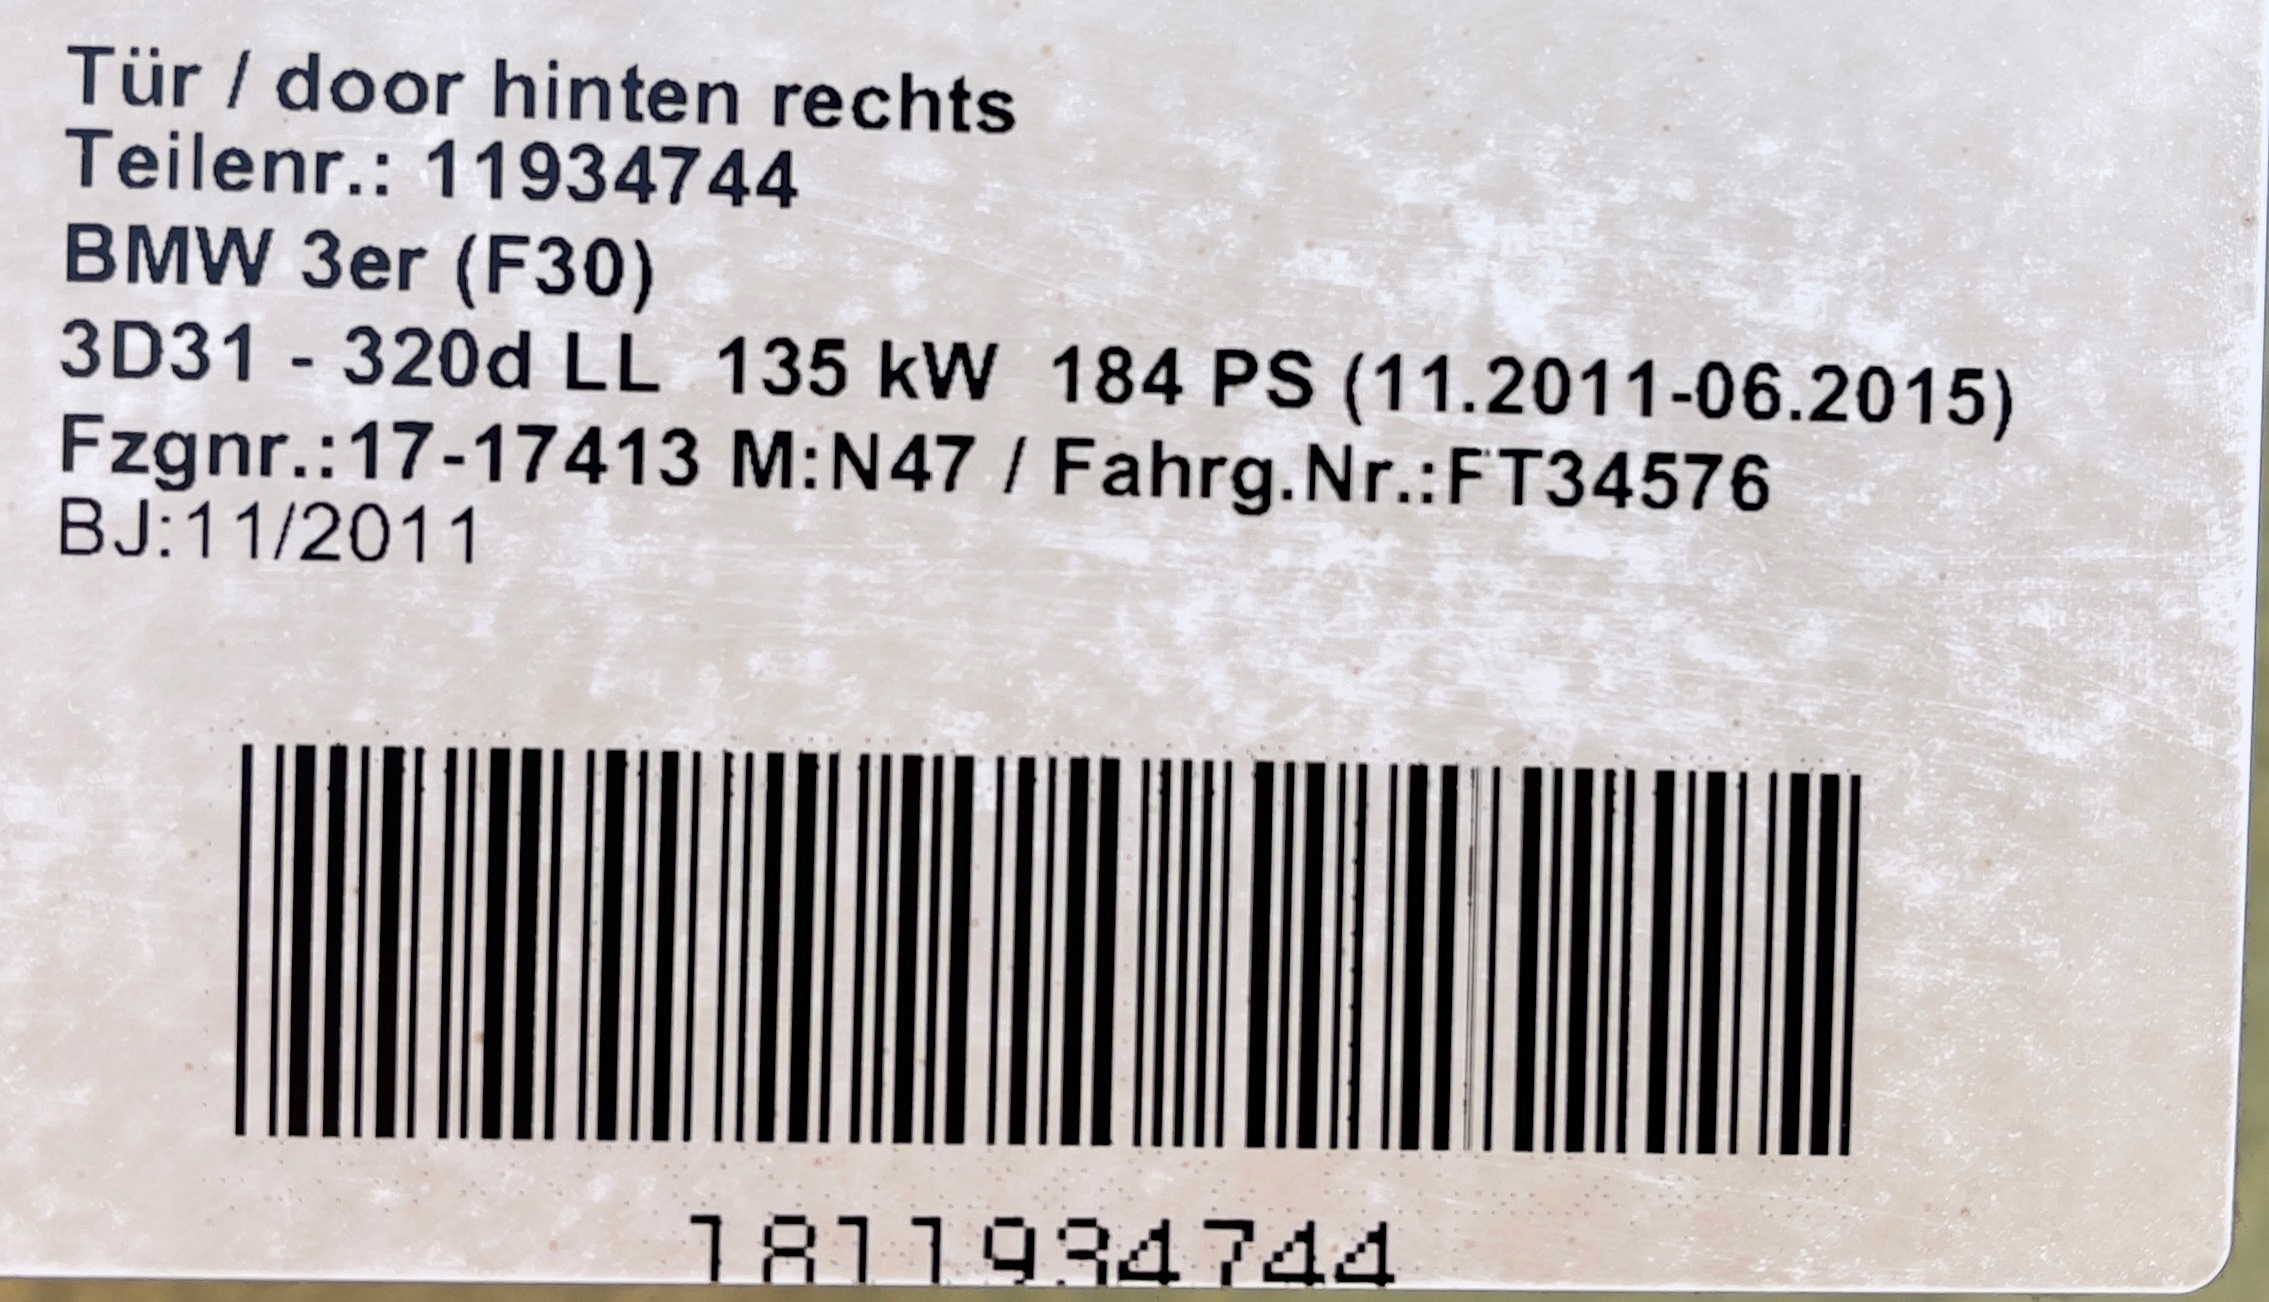 Tür / door hinten rechts
Teilenr.: 11934744
BMW 3er (F30)
3D31 - 320d LL  135 kW  184 PS (11.2011-06.2015)
Fzgnr.:17-17413 M:N47 / Fahrg.Nr.:FT34576
BJ:11/2011
1811934744